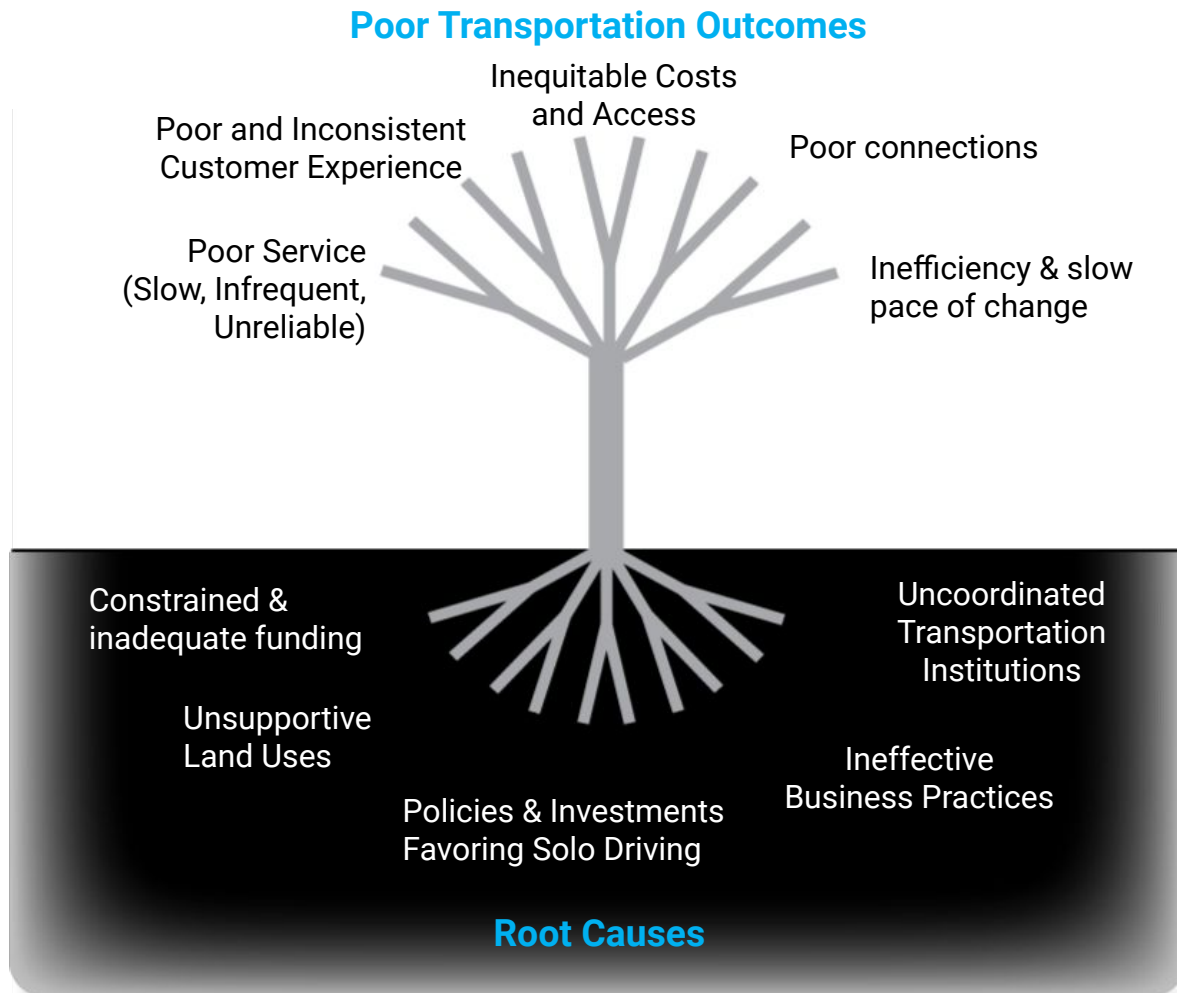 Poor Transportation Outcomes
Inequitable Costs
and Access
Poor and Inconsistent
Customer Experience
Poor connections
Poor Service
(Slow, Infrequent,
Unreliable)
Inefficiency & slow
pace of change
Constrained &
inadequate funding
Uncoordinated
Transportation
Institutions
Unsupportive
Land Uses
Ineffective
Business Practices
Policies & Investments
Favoring Solo Driving
Root Causes